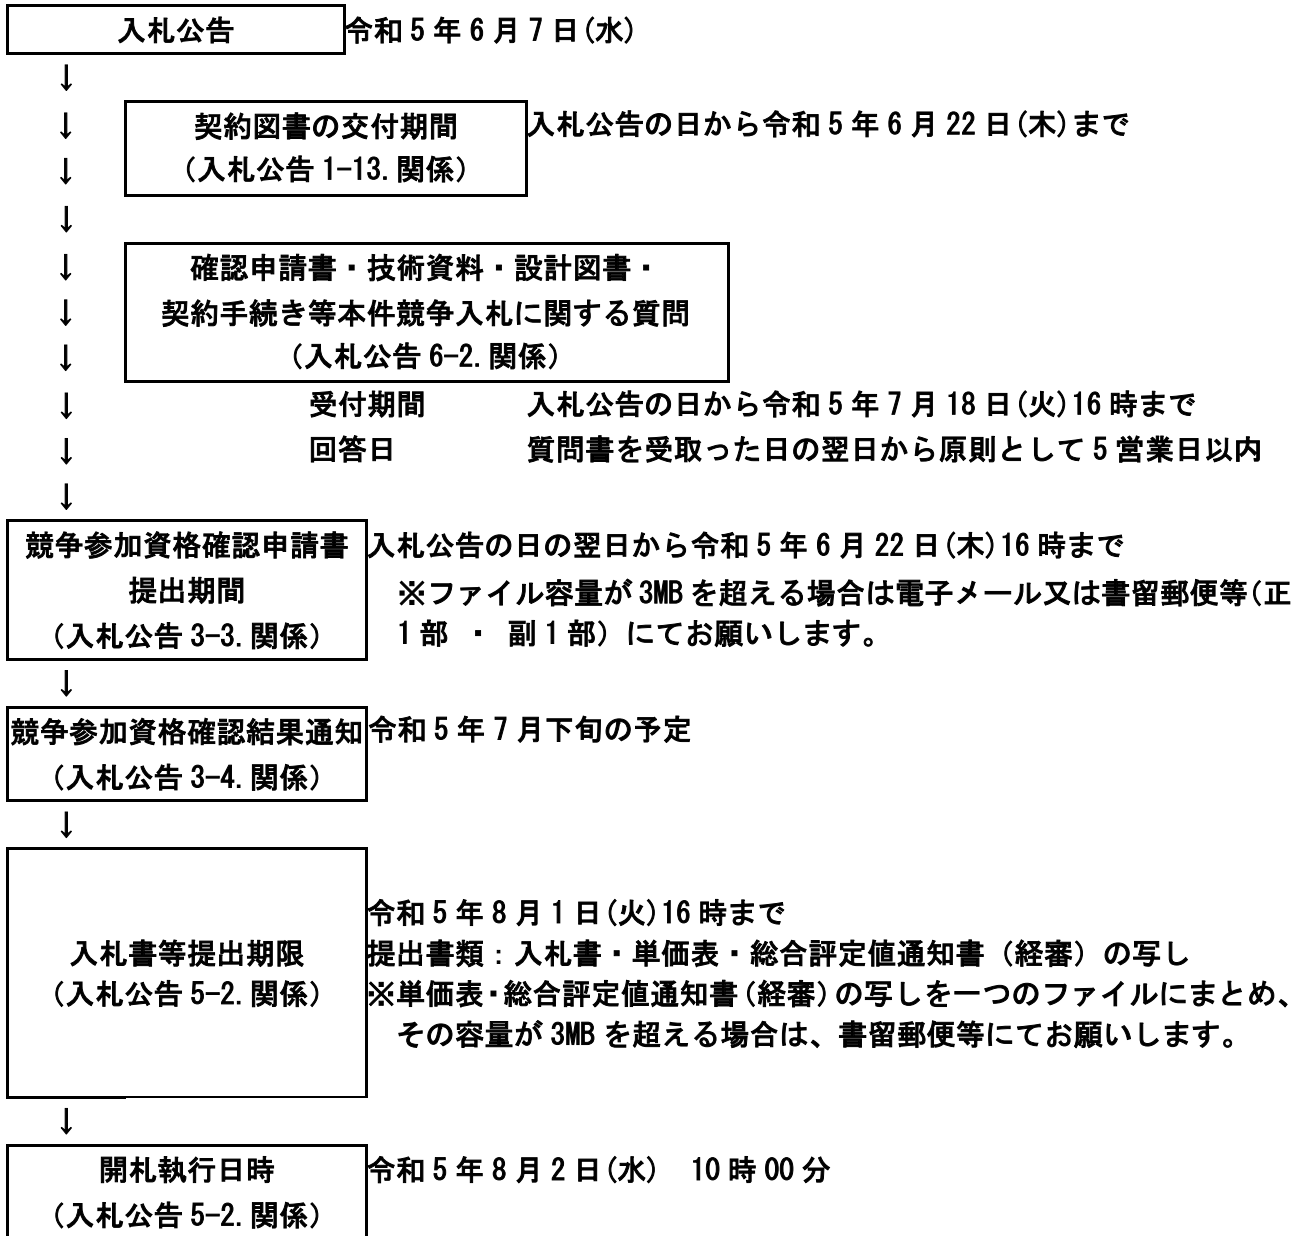 入札公告 令和5年6月7日(水)
↓
↓ 契約図書の交付期間 入札公告の日から令和5年6月22日(木)まで
↓ (入札公告1-13.関係)
↓
↓ 確認申請書・技術資料・設計図書・
↓ 契約手続き等本件競争入札に関する質問
↓ (入札公告6-2.関係)
↓ 受付期間 入札公告の日から令和5年7月18日(火)16時まで
↓ 回答日 質問書を受取った日の翌日から原則として5営業日以内
↓
競争参加資格確認申請書 入札公告の日の翌日から令和5年6月22日(木)16時まで
提出期間 ※ファイル容量が3MBを超える場合は電子メール又は書留郵便等(正
(入札公告3-3.関係) 1部 ・ 副1部) にてお願いします。
↓
競争参加資格確認結果通知 令和5年7月下旬の予定
(入札公告3-4.関係)
↓
令和5年8月1日(火)16時まで
入札書等提出期限 提出書類:入札書・単価表・総合評定値通知書(経審)の写し
(入札公告5-2.関係) ※単価表・総合評定値通知書(経審)の写しを一つのファイルにまとめ、
その容量が3MBを超える場合は、書留郵便等にてお願いします。
↓
開札執行日時 令和5年8月2日(水) 10時00分
(入札公告5-2.関係)